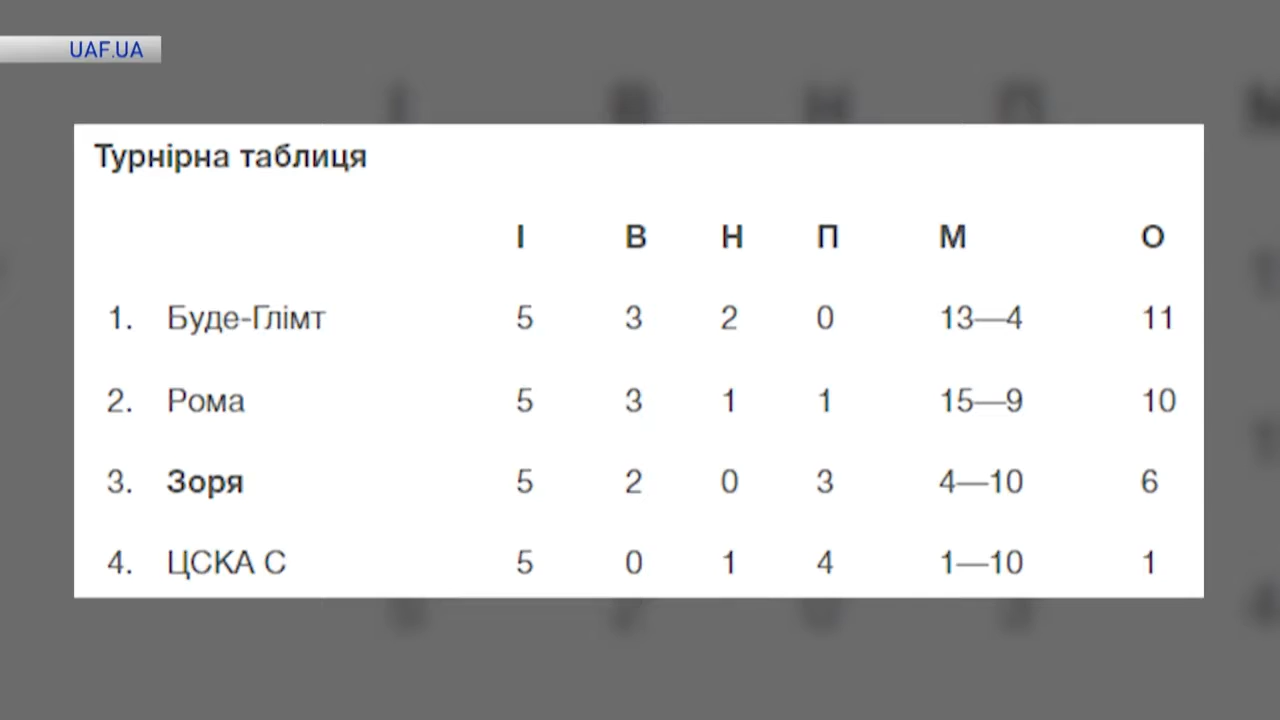 UAF.UA
Турнірна таблиця
І В Н П М О
1. Буде-Глімт 5 3 2 0 13—4 11
2. Рома 5 3 1 1 15—9 10
3. Зоря 5 2 0 3 4—10 6
4. ЦСКА С 5 0 1 4 1—10 1